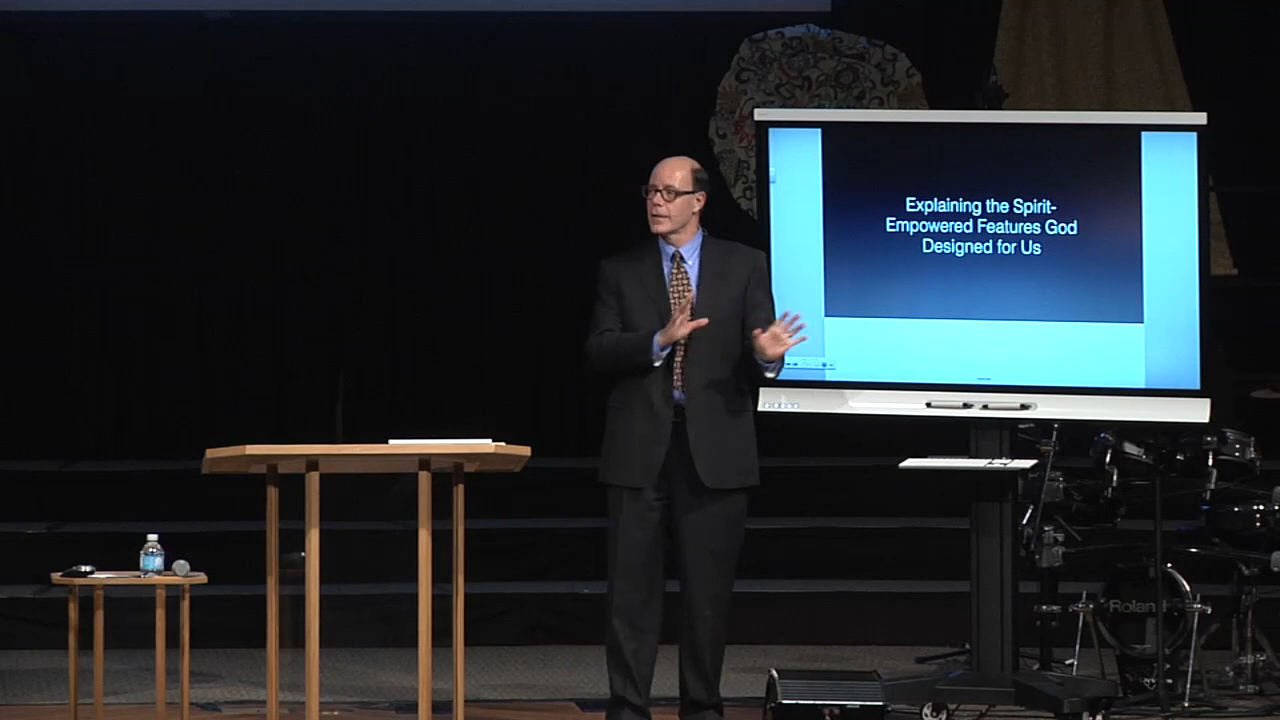 Explaining the Spirit-
Empowered Features God
Designed for Us
Roland